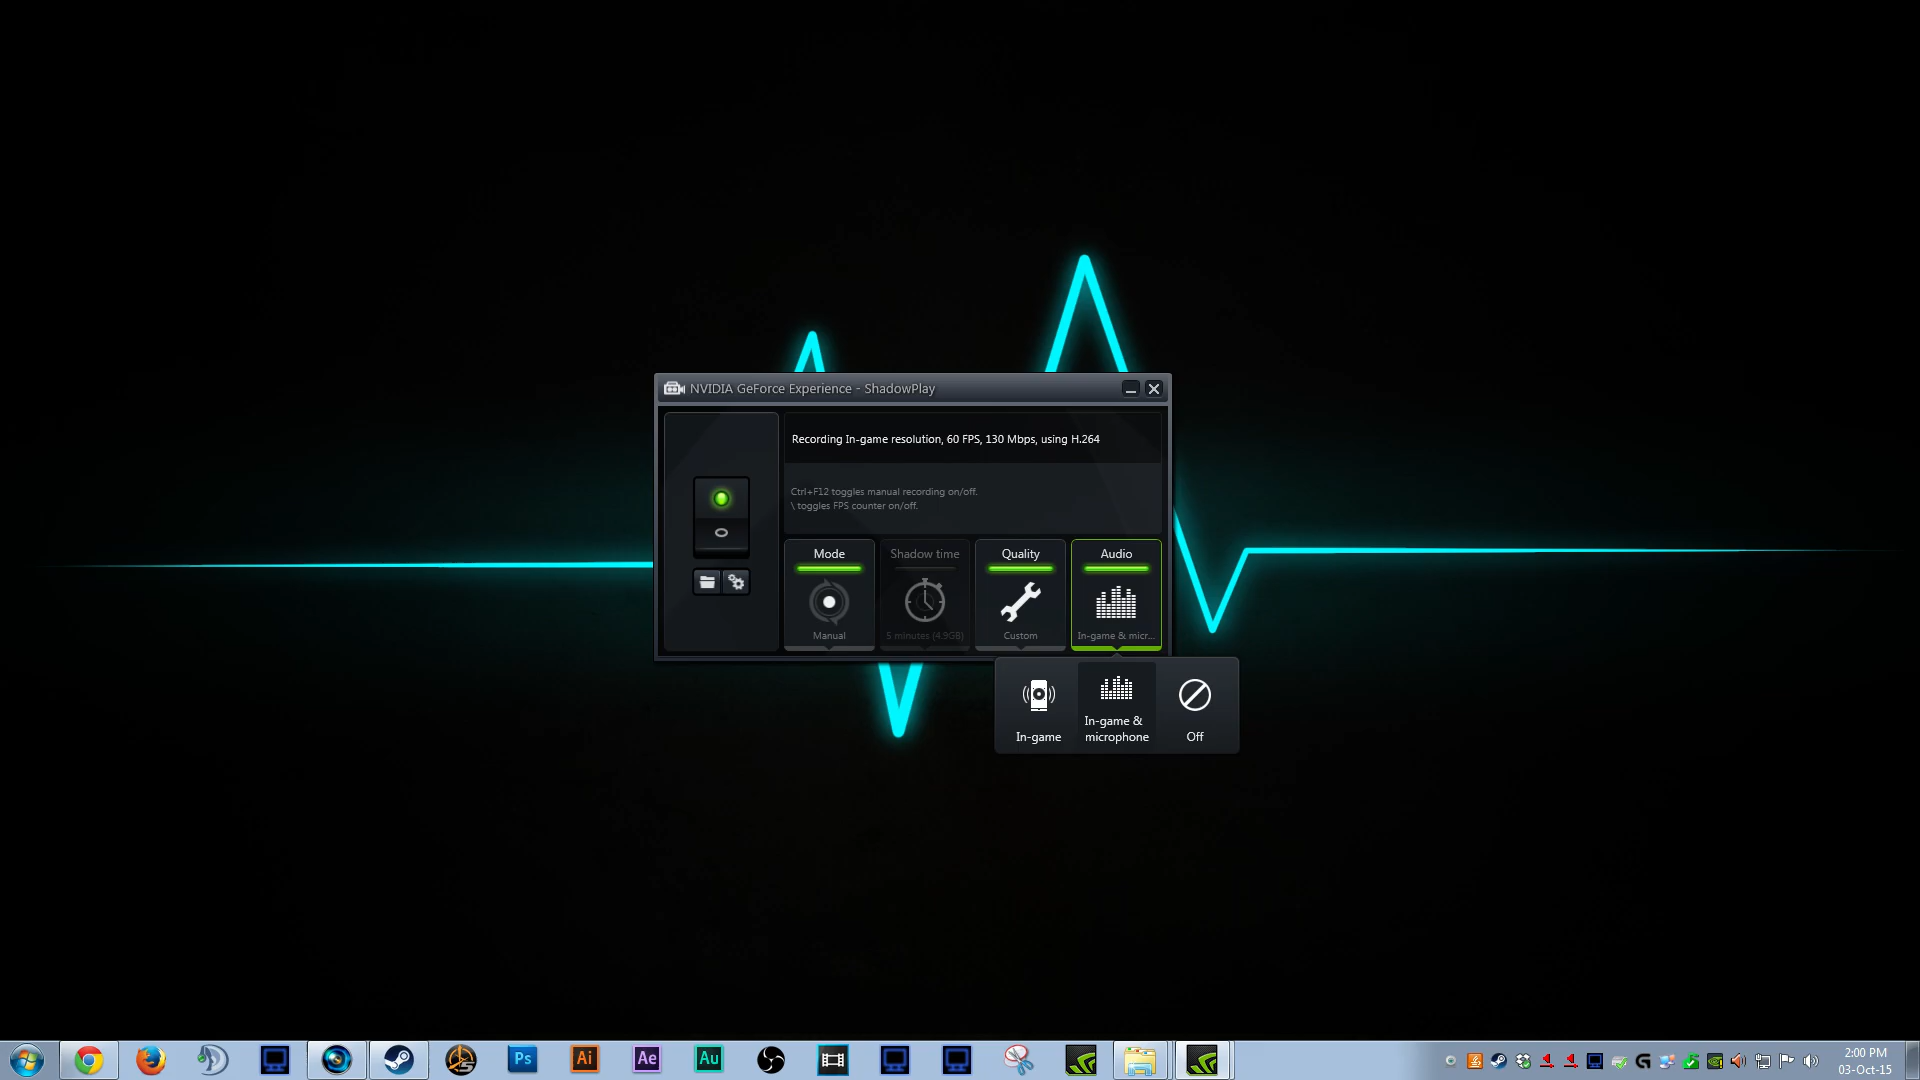 NVIDIA GeForce Experience - ShadowPlay
Recording In-game resolution, 60 FPS, 130 Mbps, using H.264
Ctrl+F12 toggles manual recording on/off.
\ toggles FPS counter on/off.
Mode
Manual
Shadow time
5 minutes (4.9GB)
Quality
Custom
Audio
In-game & micr...
In-game
In-game &
microphone
Off
Ps
Ai
Ae
Au
2:00 PM
03-Oct-15